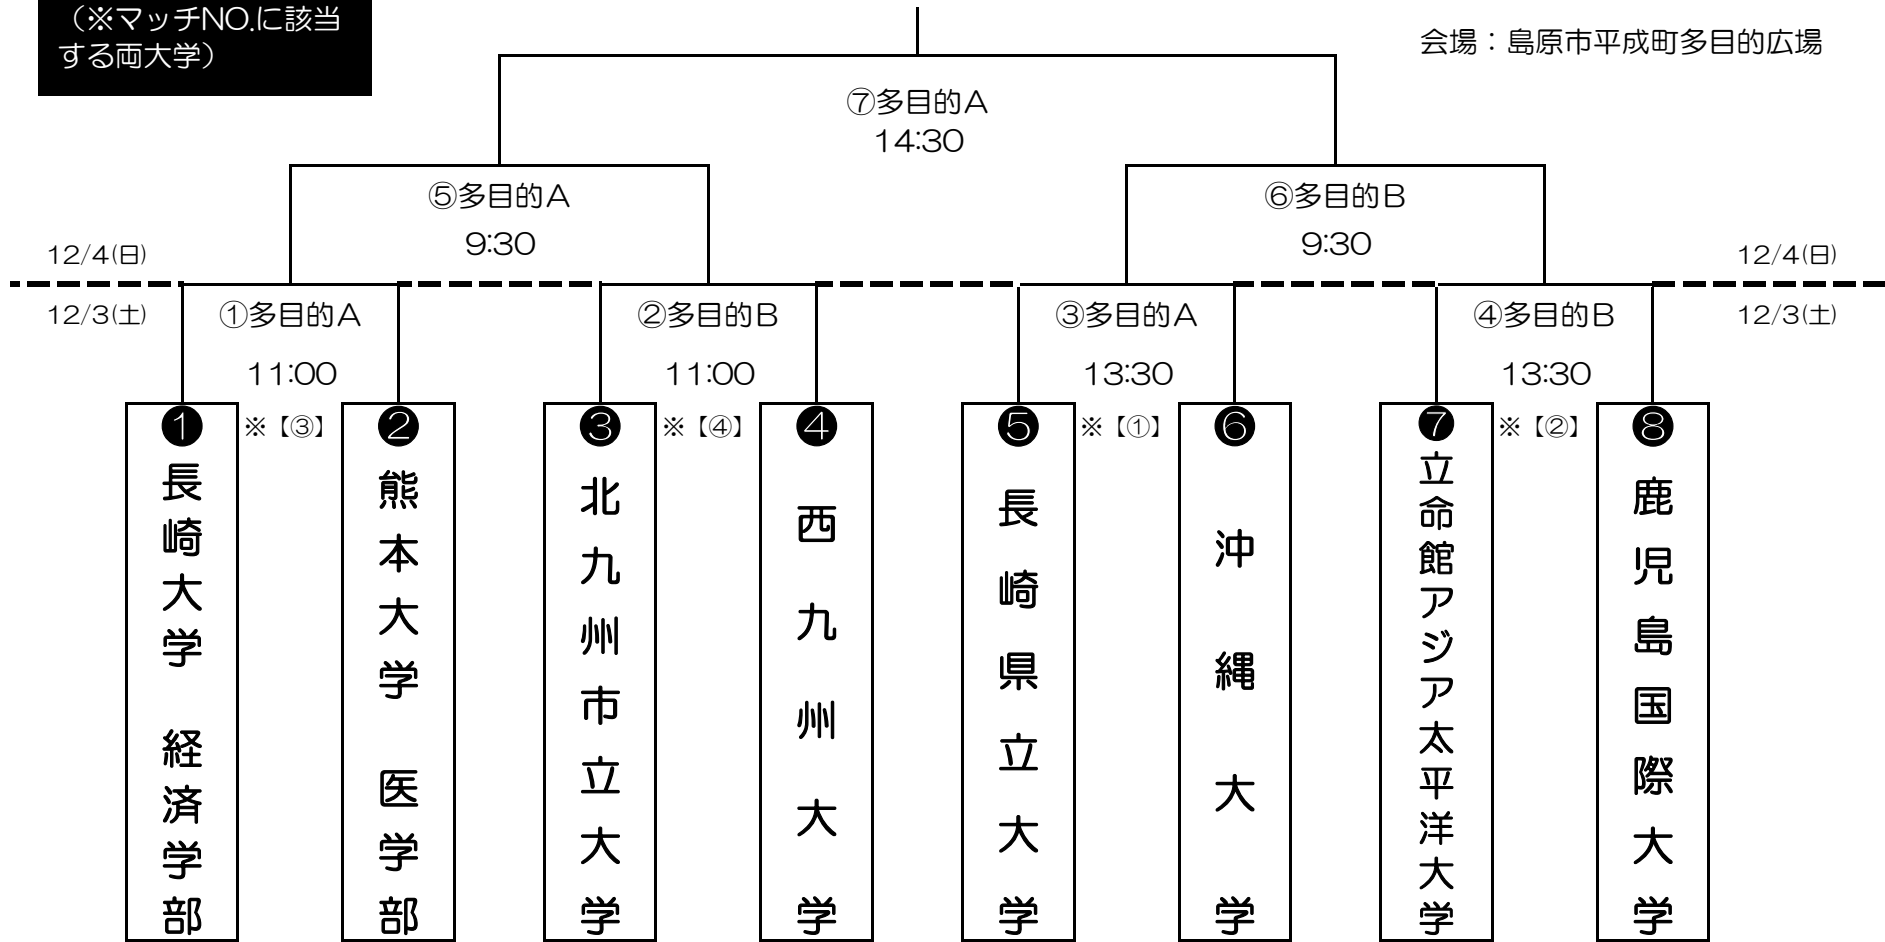 （※マッチNO.に該当
する両大学）
会場：島原市平成町多目的広場
⑦多目的A
14:30
⑤多目的A
9:30
⑥多目的B
9:30
12/4(日)
12/4(日)
12/3(土)
12/3(土)
①多目的A
11:00
②多目的B
11:00
③多目的A
13:30
④多目的B
13:30
※【③】
※【④】
※【①】
※【②】
❶長崎大学　経済学部
❷熊本大学　医学部
❸北九州市立大学
❹西九州大学
❺長崎県立大学
❻沖縄大学
❼立命館アジア太平洋大学
❽鹿児島国際大学